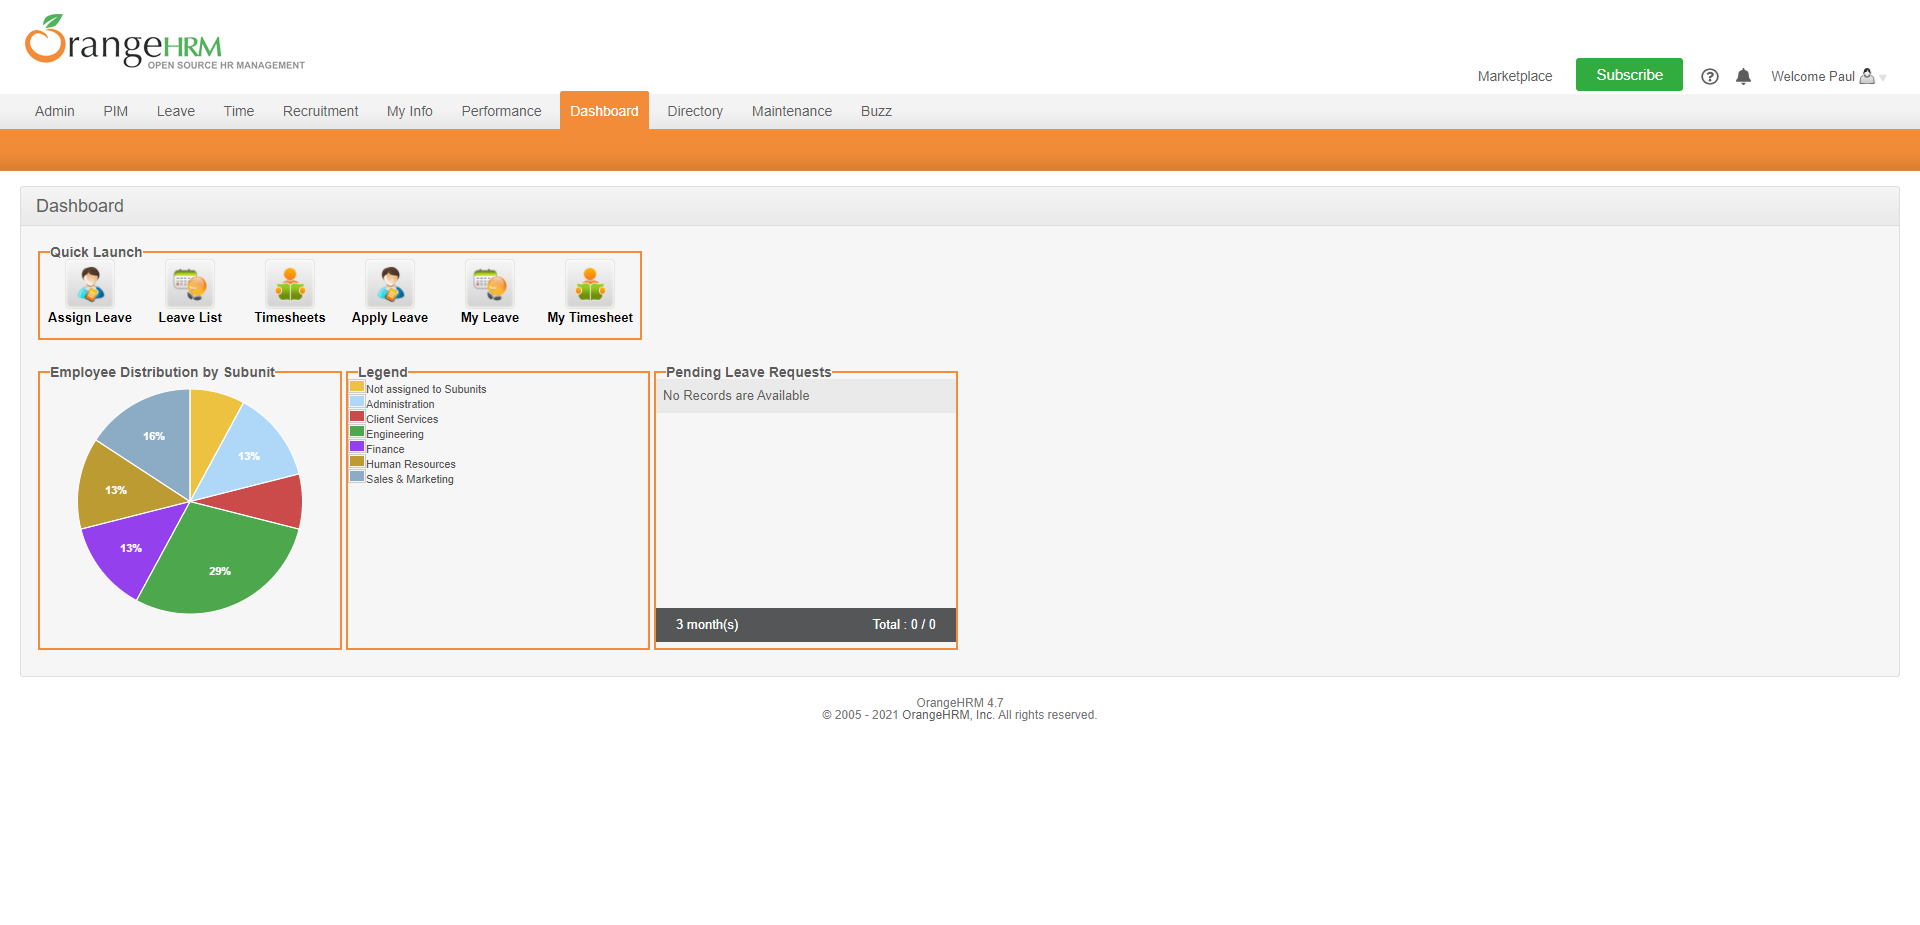 OrangeHRM
OPEN SOURCE HR MANAGEMENT
Marketplace Subscribe Welcome Paul
Admin PIM Leave Time Recruitment My Info Performance Dashboard Directory Maintenance Buzz
Dashboard
Quick Launch
Assign Leave Leave List Timesheets Apply Leave My Leave My Timesheet
Employee Distribution by Subunit
16%
13%
13%
13%
29%
Legend
Not assigned to Subunits
Administration
Client Services
Engineering
Finance
Human Resources
Sales & Marketing
Pending Leave Requests
No Records are Available
3 month(s) Total : 0 / 0
OrangeHRM 4.7
© 2005 - 2021 OrangeHRM, Inc. All rights reserved.